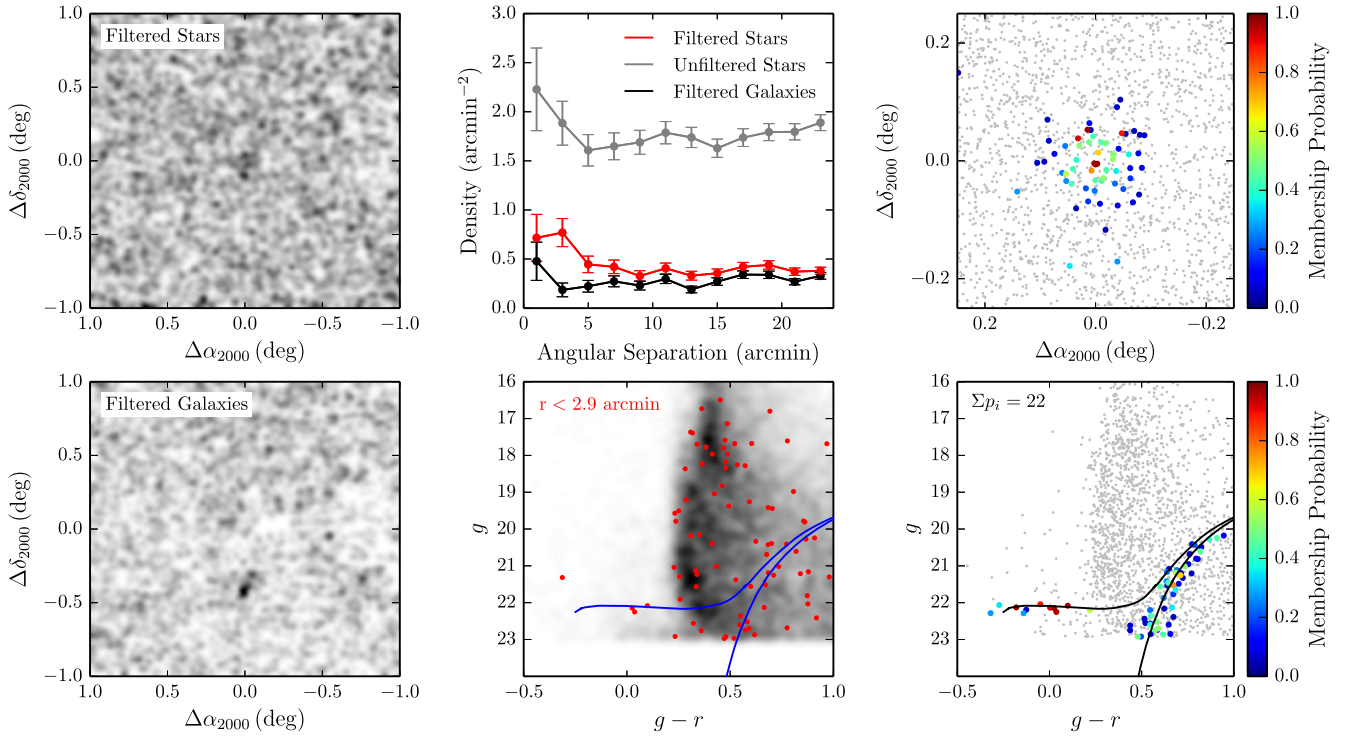 Filtered Stars
1.0
0.5
0.0
−0.5
−1.0
Δδ2000 (deg)
1.0 0.5 0.0 −0.5 −1.0
Δα2000 (deg)
3.0
2.5
2.0
1.5
1.0
0.5
0.0
Density (arcmin−2)
Filtered Stars
Unfiltered Stars
Filtered Galaxies
0 5 10 15 20
Angular Separation (arcmin)
0.2
0.0
−0.2
Δδ2000 (deg)
0.2 0.0 −0.2
Δα2000 (deg)
1.0
0.8
0.6
0.4
0.2
0.0
Membership Probability
Filtered Galaxies
1.0
0.5
0.0
−0.5
−1.0
Δδ2000 (deg)
1.0 0.5 0.0 −0.5 −1.0
Δα2000 (deg)
r < 2.9 arcmin
16
17
18
19
20
21
22
23
g
−0.5 0.0 0.5 1.0
g − r
Σpi = 22
16
17
18
19
20
21
22
23
g
−0.5 0.0 0.5 1.0
g − r
1.0
0.8
0.6
0.4
0.2
0.0
Membership Probability